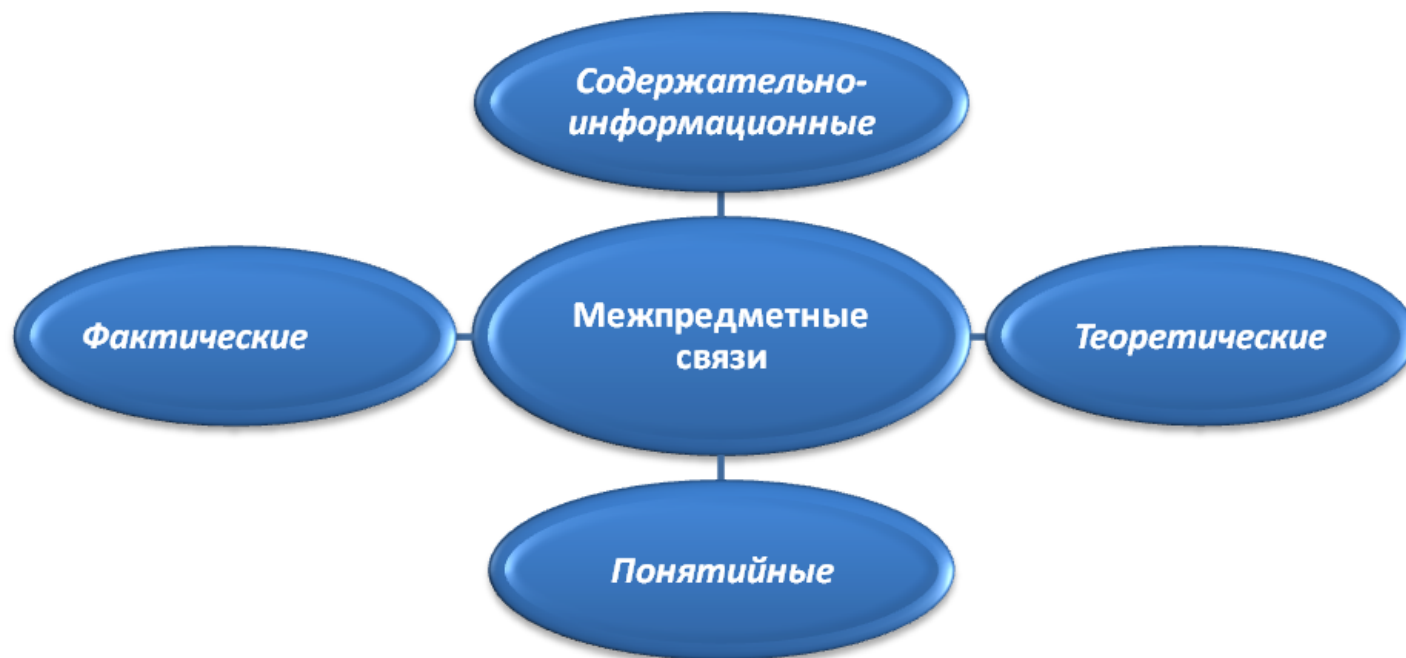 Содержательно-
информационные
Фактические
Межпредметные
связи
Теоретические
Понятийные